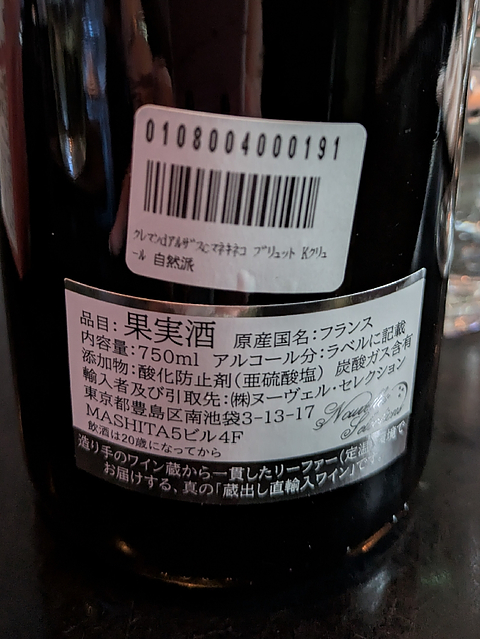 0108004000191
クレマンdアルザスcマネキネコ ブリュット Kクリュ
ール 自然派
品目:果実酒 原産国名:フランス
内容量:750ml アルコール分:ラベルに記載
添加物:酸化防止剤(亜硫酸塩) 炭酸ガス含有
輸入者及び引取先:㈱ヌーヴェル・セレクション
東京都豊島区南池袋3-13-17
MASHITA5ビル4F
飲酒は20歳になってから
造り手のワイン蔵から一貫したリーファー(定温
お届けする、真の「蔵出し直輸入ワイン」です。